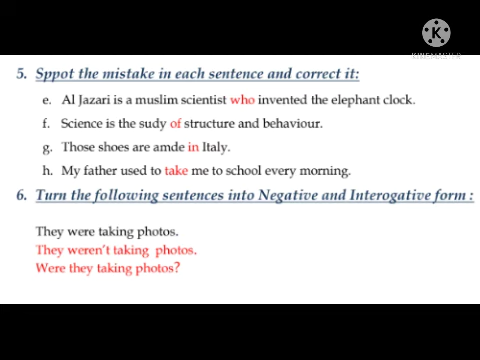 5. Sppot the mistake in each sentence and correct it:
e. Al Jazari is a muslim scientist who invented the elephant clock.
f. Science is the sudy of structure and behaviour.
g. Those shoes are amde in Italy.
h. My father used to take me to school every morning.
6. Turn the following sentences into Negative and Interogative form :
They were taking photos.
They weren't taking photos.
Were they taking photos?